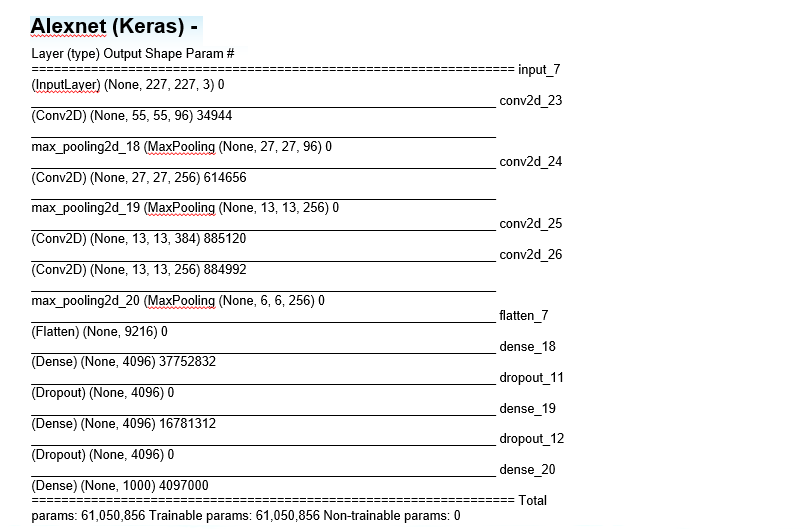 Alexnet (Keras) -
Layer (type) Output Shape Param #
================================================================= input_7
(InputLayer) (None, 227, 227, 3) 0
_________________________________________________________________ conv2d_23
(Conv2D) (None, 55, 55, 96) 34944
_________________________________________________________________
max_pooling2d_18 (MaxPooling (None, 27, 27, 96) 0
_________________________________________________________________ conv2d_24
(Conv2D) (None, 27, 27, 256) 614656
_________________________________________________________________
max_pooling2d_19 (MaxPooling (None, 13, 13, 256) 0
_________________________________________________________________ conv2d_25
(Conv2D) (None, 13, 13, 384) 885120
_________________________________________________________________ conv2d_26
(Conv2D) (None, 13, 13, 256) 884992
_________________________________________________________________
max_pooling2d_20 (MaxPooling (None, 6, 6, 256) 0
_________________________________________________________________ flatten_7
(Flatten) (None, 9216) 0
_________________________________________________________________ dense_18
(Dense) (None, 4096) 37752832
_________________________________________________________________ dropout_11
(Dropout) (None, 4096) 0
_________________________________________________________________ dense_19
(Dense) (None, 4096) 16781312
_________________________________________________________________ dropout_12
(Dropout) (None, 4096) 0
_________________________________________________________________ dense_20
(Dense) (None, 1000) 4097000
================================================================= Total
params: 61,050,856 Trainable params: 61,050,856 Non-trainable params: 0